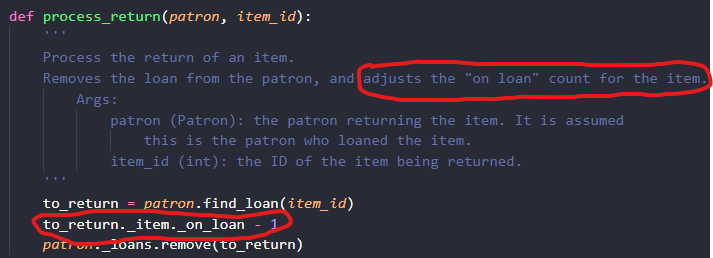 def process_return(patron, item_id):
'''
Process the return of an item.
Removes the loan from the patron, and adjusts the "on loan" count for the item.
Args:
patron (Patron): the patron returning the item. It is assumed
this is the patron who loaned the item.
item_id (int): the ID of the item being returned.
'''
to_return = patron.find_loan(item_id)
to_return._item._on_loan - 1
patron._loans.remove(to_return)